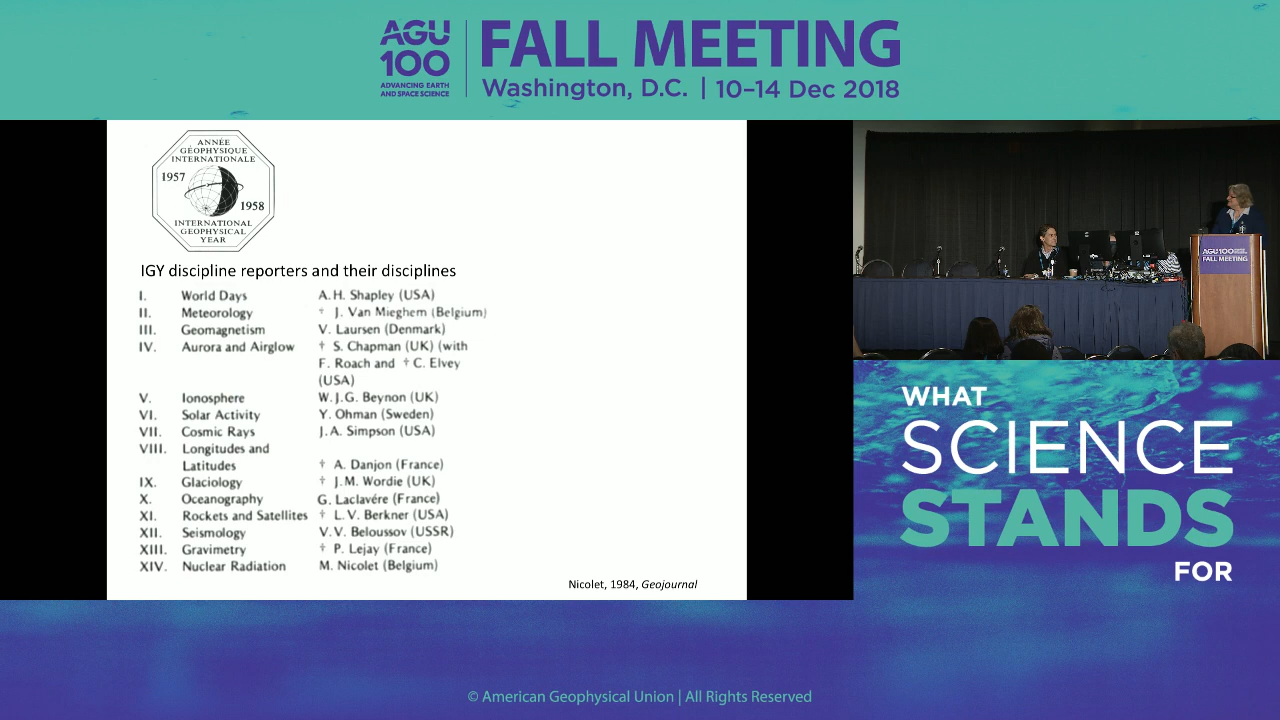 AGU
100
ADVANCING EARTH
AND SPACE SCIENCE
FALL MEETING
Washington, D.C. | 10–14 Dec 2018
ANNÉE
GÉOPHYSIQUE
INTERNATIONALE
1957
1958
INTERNATIONAL
GEOPHYSICAL
YEAR
IGY discipline reporters and their disciplines
I. World Days A. H. Shapley (USA)
II. Meteorology † J. Van Mieghem (Belgium)
III. Geomagnetism V. Laursen (Denmark)
IV. Aurora and Airglow † S. Chapman (UK) (with
F. Roach and † C. Elvey
(USA)
V. Ionosphere W. J.G. Beynon (UK)
VI. Solar Activity Y. Ohman (Sweden)
VII. Cosmic Rays J. A. Simpson (USA)
VIII. Longitudes and
Latitudes † A. Danjon (France)
IX. Glaciology † J. M. Wordie (UK)
X. Oceanography G. Laclavére (France)
XI. Rockets and Satellites † L. V. Berkner (USA)
XII. Seismology V. V. Beloussov (USSR)
XIII. Gravimetry † P. Lejay (France)
XIV. Nuclear Radiation M. Nicolet (Belgium)
Nicolet, 1984, Geojournal
AGU100
FALL MEETING
WHAT
SCIENCE
STANDS
FOR
© American Geophysical Union | All Rights Reserved